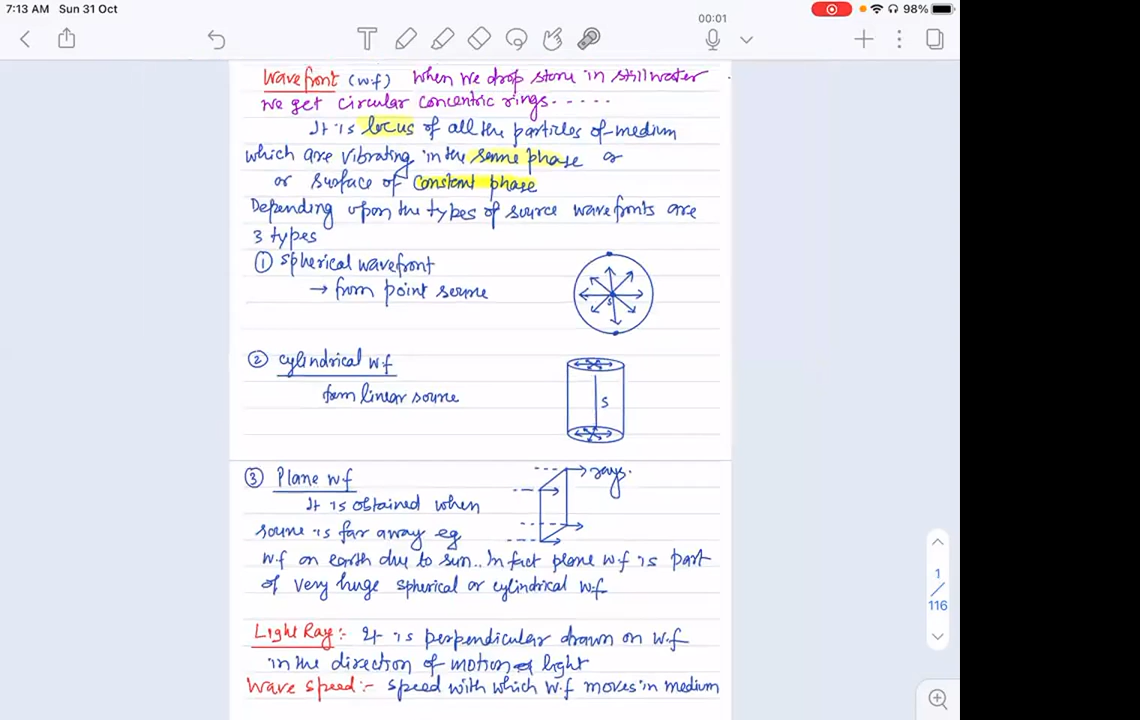 7:13 AM Sun 31 Oct
98%
00:01
Wavefront (w.f) When we drop stone in still water
We get circular concentric rings.....
It is locus of all the particles of medium
which are vibrating in the same phase or
or surface of constant phase
Depending upon the types of source wavefronts are
3 types
① Spherical wavefront
→ from point source
S
② Cylindrical w.f
from linear source
S
③ Plane w.f
rays.
It is obtained when
source is far away eg
w.f on earth due to sun.. In fact plane w.f is part
of very huge spherical or cylindrical w.f
Light Ray:- It is perpendicular drawn on w.f
in the direction of motion of light
Wave speed:- speed with which w.f moves in medium
1
/
116